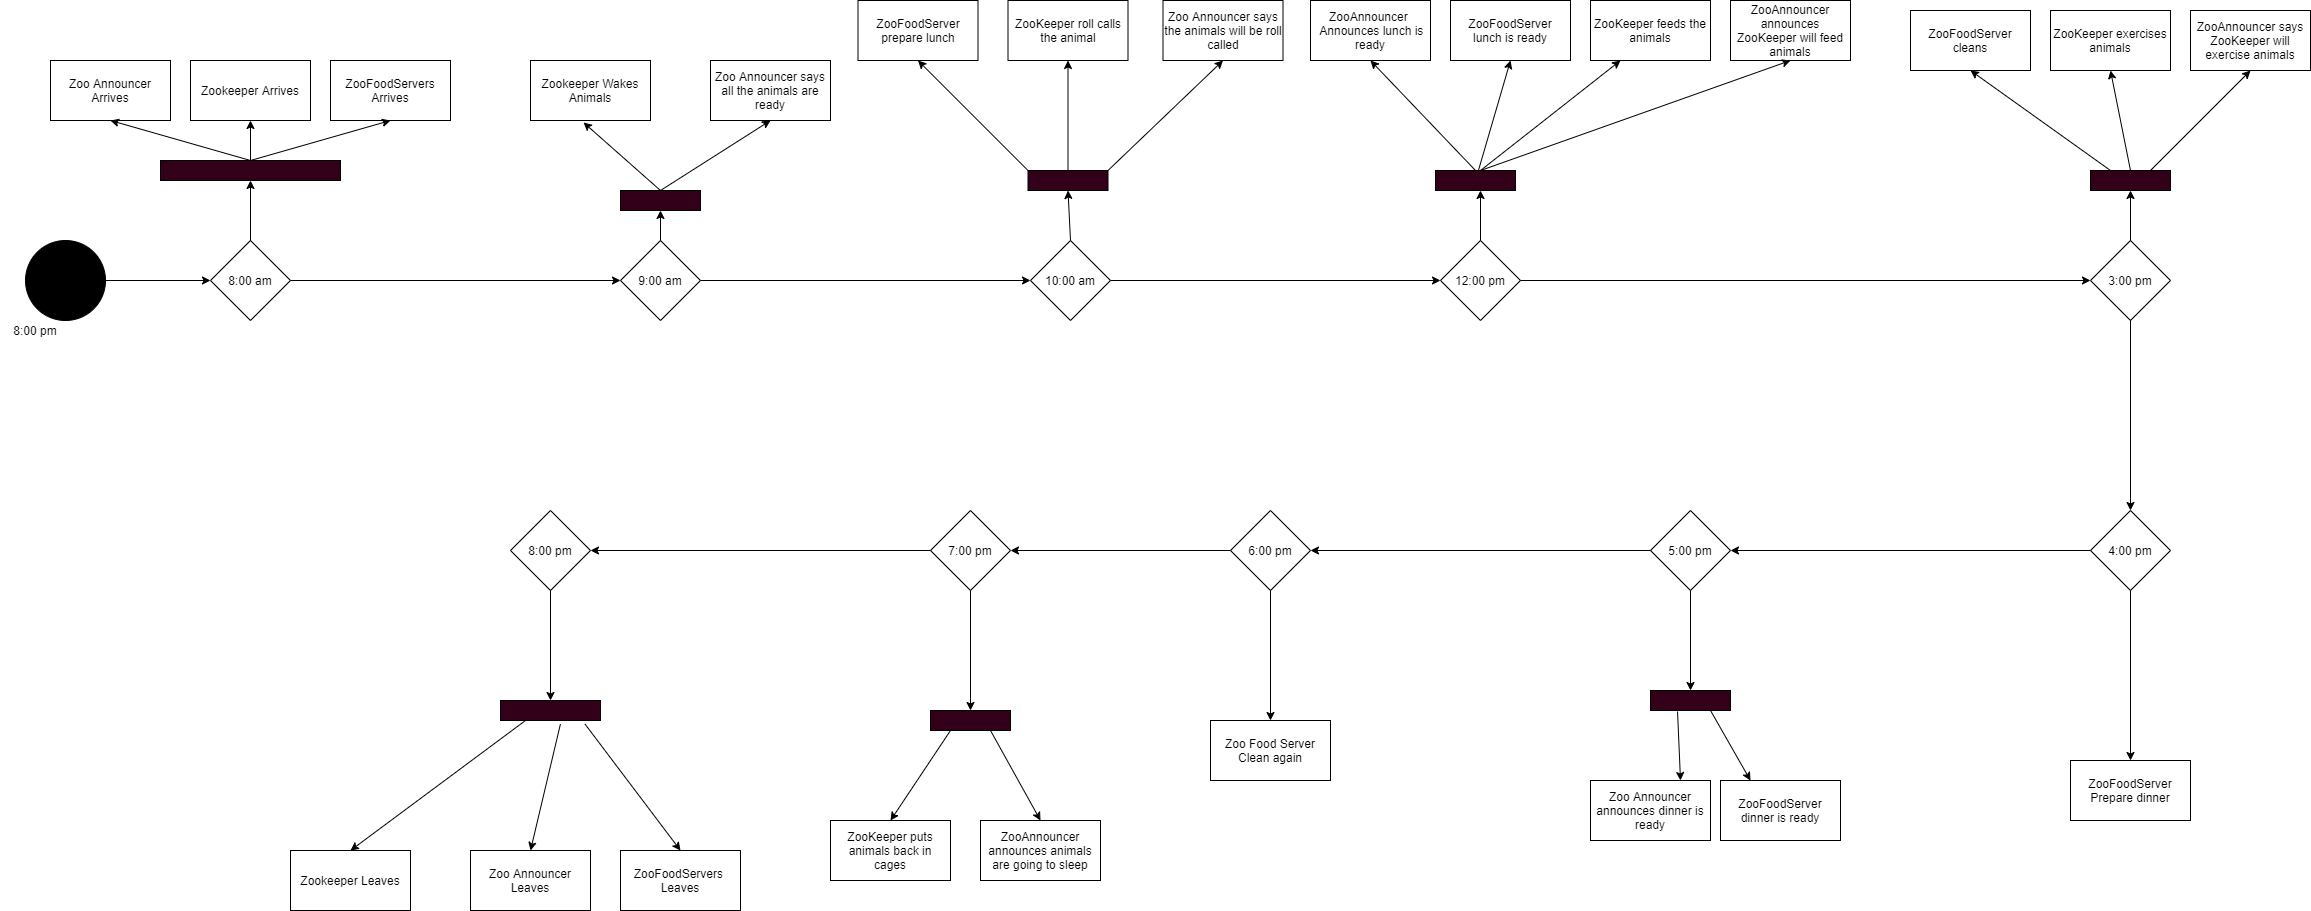 Zoo Announcer
Arrives
Zookeeper Arrives
ZooFoodServers
Arrives
Zookeeper Wakes
Animals
Zoo Announcer says
all the animals are
ready
ZooFoodServer
prepare lunch
ZooKeeper roll calls
the animal
Zoo Announcer says
the animals will be roll
called
ZooAnnouncer
Announces lunch is
ready
ZooFoodServer
lunch is ready
ZooKeeper feeds the
animals
ZooAnnouncer
announces
ZooKeeper will feed
animals
ZooFoodServer
cleans
ZooKeeper exercises
animals
ZooAnnouncer says
ZooKeeper will
exercise animals
8:00 pm
8:00 am
9:00 am
10:00 am
12:00 pm
3:00 pm
8:00 pm
7:00 pm
6:00 pm
5:00 pm
4:00 pm
Zookeeper Leaves
Zoo Announcer
Leaves
ZooFoodServers
Leaves
ZooKeeper puts
animals back in
cages
ZooAnnouncer
announces animals
are going to sleep
Zoo Food Server
Clean again
Zoo Announcer
announces dinner is
ready
ZooFoodServer
dinner is ready
ZooFoodServer
Prepare dinner